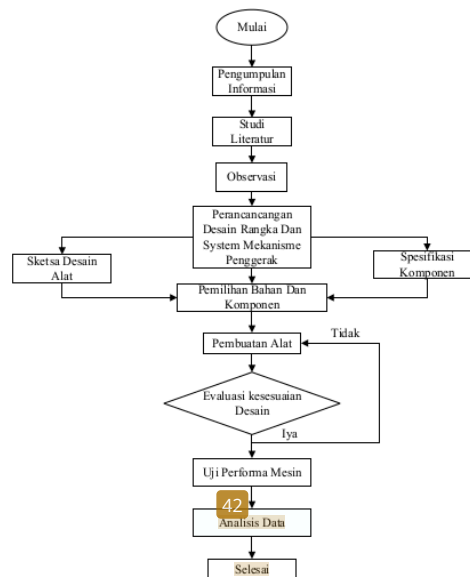 Mulai
Pengumpulan
Informasi
Studi
Literatur
Observasi
Perancancangan
Desain Rangka Dan
System Mekanisme
Penggerak
Sketsa Desain
Alat
Spesifikasi
Komponen
Pemilihan Bahan Dan
Komponen
Pembuatan Alat
Tidak
Evaluasi kesesuaian
Desain
Iya
Uji Performa Mesin
42
Analisis Data
Selesai